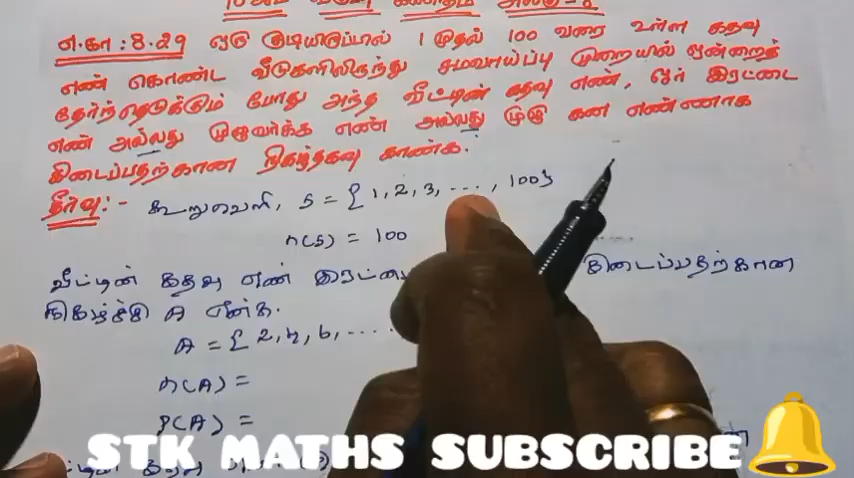 எ.கா : 8.29 ஒரு குடியிருப்பில் 1 முதல் 100 வரை உள்ள கதவு
எண் கொண்ட வீடுகளிலிருந்து சமவாய்ப்பு முறையில் ஒன்றைத்
தேர்ந்தெடுக்கும் போது அந்த வீட்டின் கதவு எண், ஓர் இரட்டை
எண் அல்லது முழுவர்க்க எண் அல்லது முழு கன எண்ணாக
கிடைப்பதற்கான நிகழ்தகவு காண்க.
தீர்வு:- கூறுவெளி, S = {1, 2, 3, ...., 100}
n(S) = 100
வீட்டின் கதவு எண் கிடைப்பதற்கான
நிகழ்ச்சி A என்க.
A = {2, 4, 6, ....
n(A) =
P(A) =
STK MATHS SUBSCRIBE